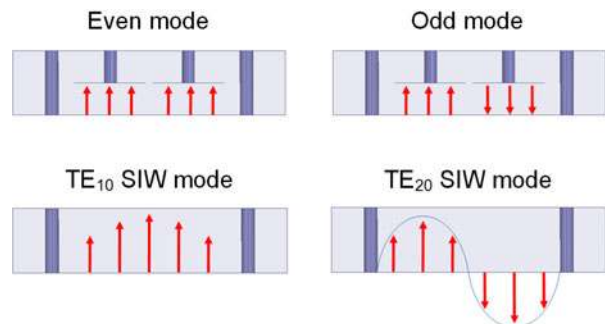 Even mode
Odd mode
TE₁₀ SIW mode
TE₂₀ SIW mode